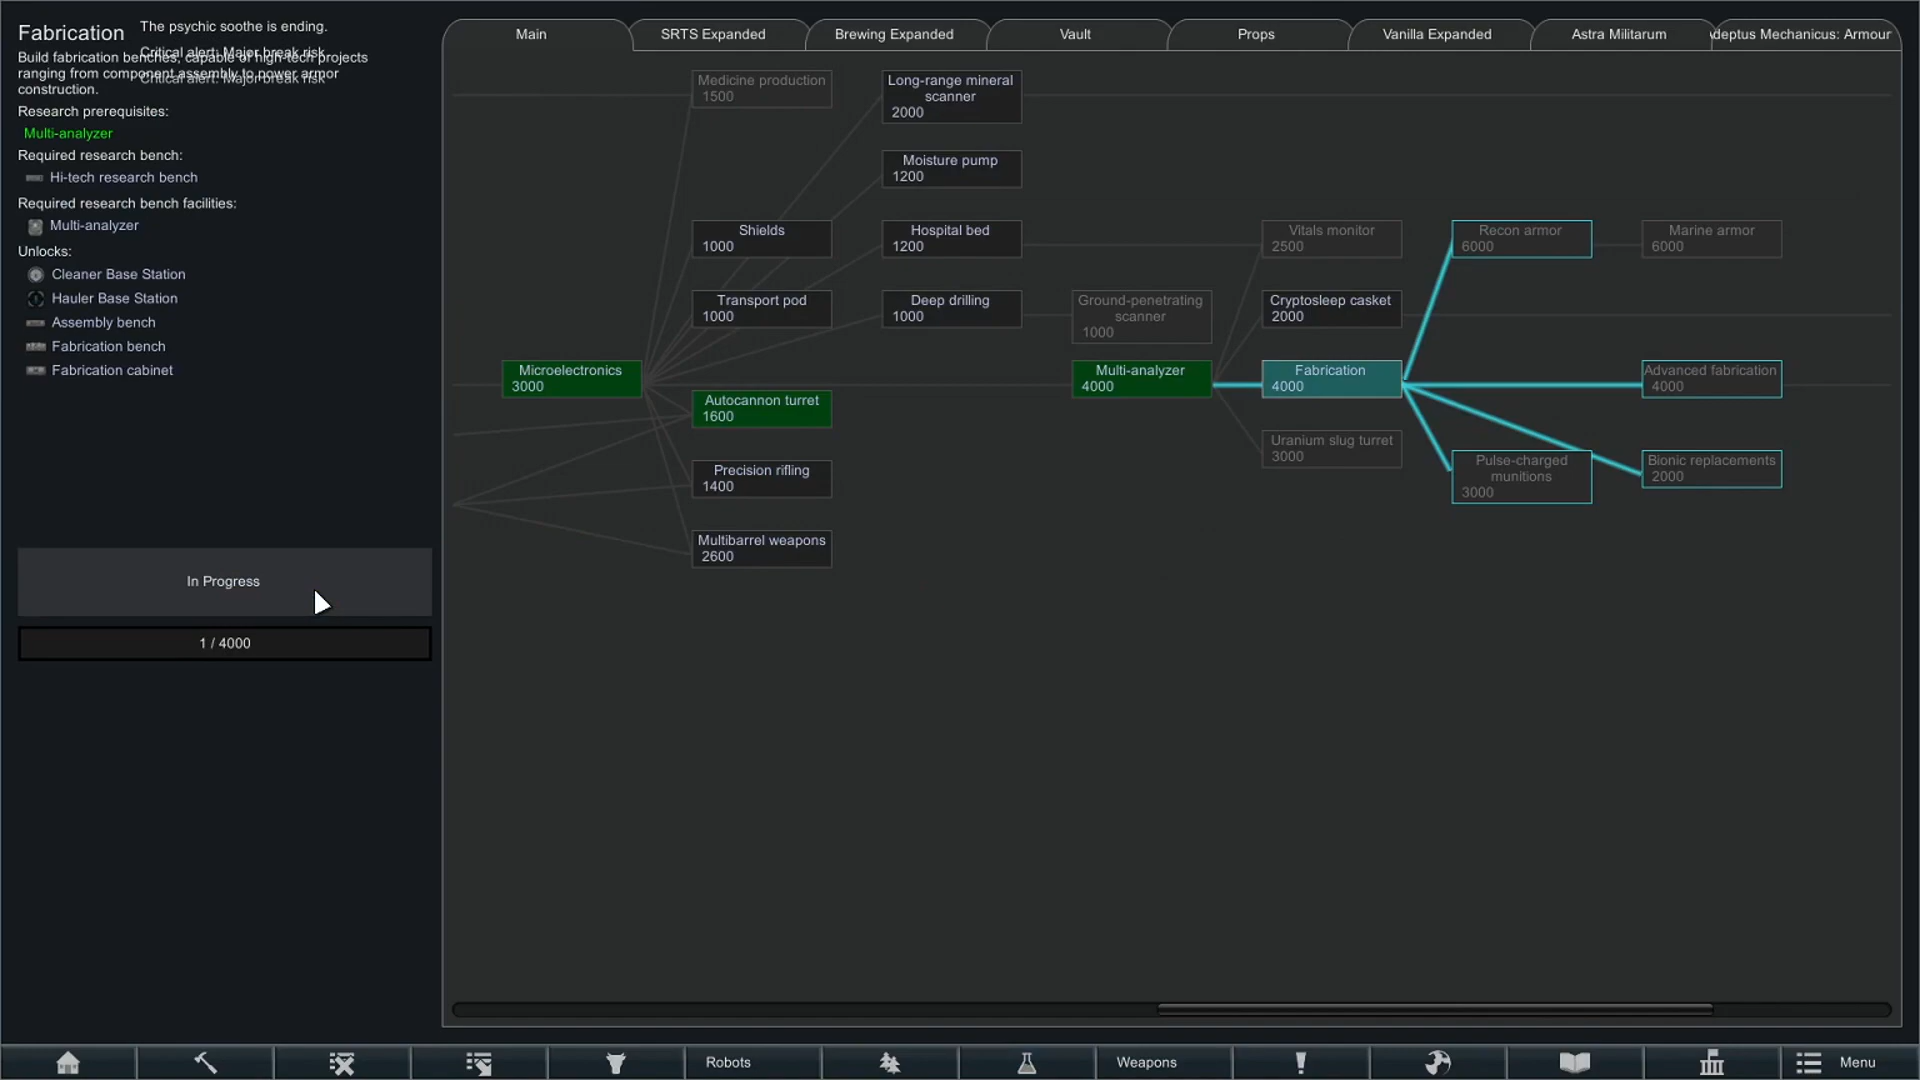 Fabrication
The psychic soothe is ending.
Critical alert: Major break risk
Critical alert: Major break risk
Build fabrication benches, capable of high-tech projects
ranging from component assembly to power armor
construction.
Research prerequisites:
Multi-analyzer
Required research bench:
Hi-tech research bench
Required research bench facilities:
Multi-analyzer
Unlocks:
Cleaner Base Station
Hauler Base Station
Assembly bench
Fabrication bench
Fabrication cabinet
In Progress
1 / 4000
Main
SRTS Expanded
Brewing Expanded
Vault
Props
Vanilla Expanded
Astra Militarum
deptus Mechanicus: Armour
Medicine production
1500
Long-range mineral
scanner
2000
Moisture pump
1200
Shields
1000
Hospital bed
1200
Vitals monitor
2500
Recon armor
6000
Marine armor
6000
Transport pod
1000
Deep drilling
1000
Ground-penetrating
scanner
1000
Cryptosleep casket
2000
Microelectronics
3000
Multi-analyzer
4000
Fabrication
4000
Advanced fabrication
4000
Autocannon turret
1600
Uranium slug turret
3000
Pulse-charged
munitions
3000
Bionic replacements
2000
Precision rifling
1400
Multibarrel weapons
2600
Robots
Weapons
Menu